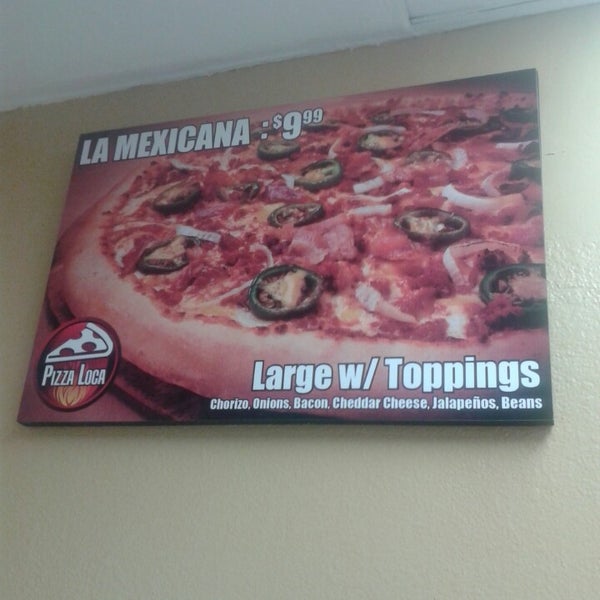 LA MEXICANA : $9 99
PIZZA LOCA
Large w/ Toppings
Chorizo, Onions, Bacon, Cheddar Cheese, Jalapeños, Beans